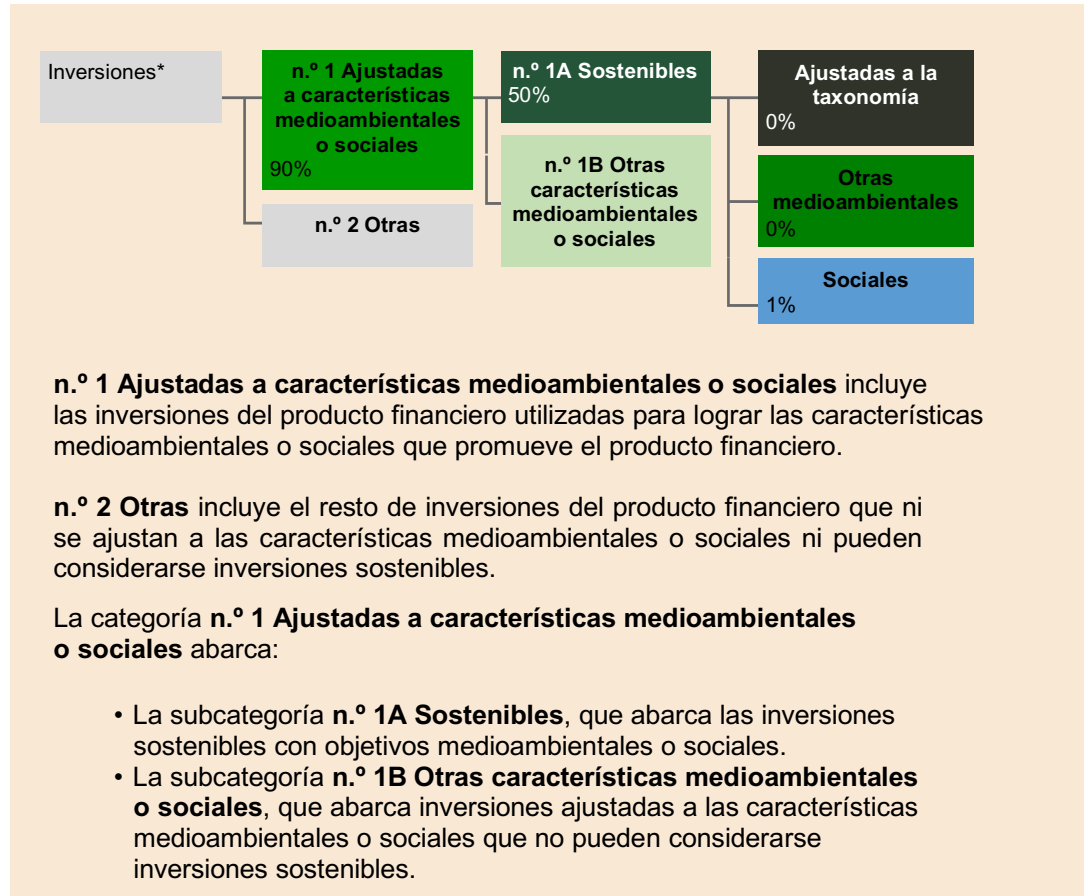 Inversiones*
n.º 1 Ajustadas
a características
medioambientales
o sociales
90%
n.º 2 Otras
n.º 1A Sostenibles
50%
n.º 1B Otras
características
medioambientales
o sociales
Ajustadas a la
taxonomía
0%
Otras
medioambientales
0%
Sociales
1%
n.º 1 Ajustadas a características medioambientales o sociales incluye
las inversiones del producto financiero utilizadas para lograr las características
medioambientales o sociales que promueve el producto financiero.
n.º 2 Otras incluye el resto de inversiones del producto financiero que ni
se ajustan a las características medioambientales o sociales ni pueden
considerarse inversiones sostenibles.
La categoría n.º 1 Ajustadas a características medioambientales
o sociales abarca:
• La subcategoría n.º 1A Sostenibles, que abarca las inversiones
sostenibles con objetivos medioambientales o sociales.
• La subcategoría n.º 1B Otras características medioambientales
o sociales, que abarca inversiones ajustadas a las características
medioambientales o sociales que no pueden considerarse
inversiones sostenibles.